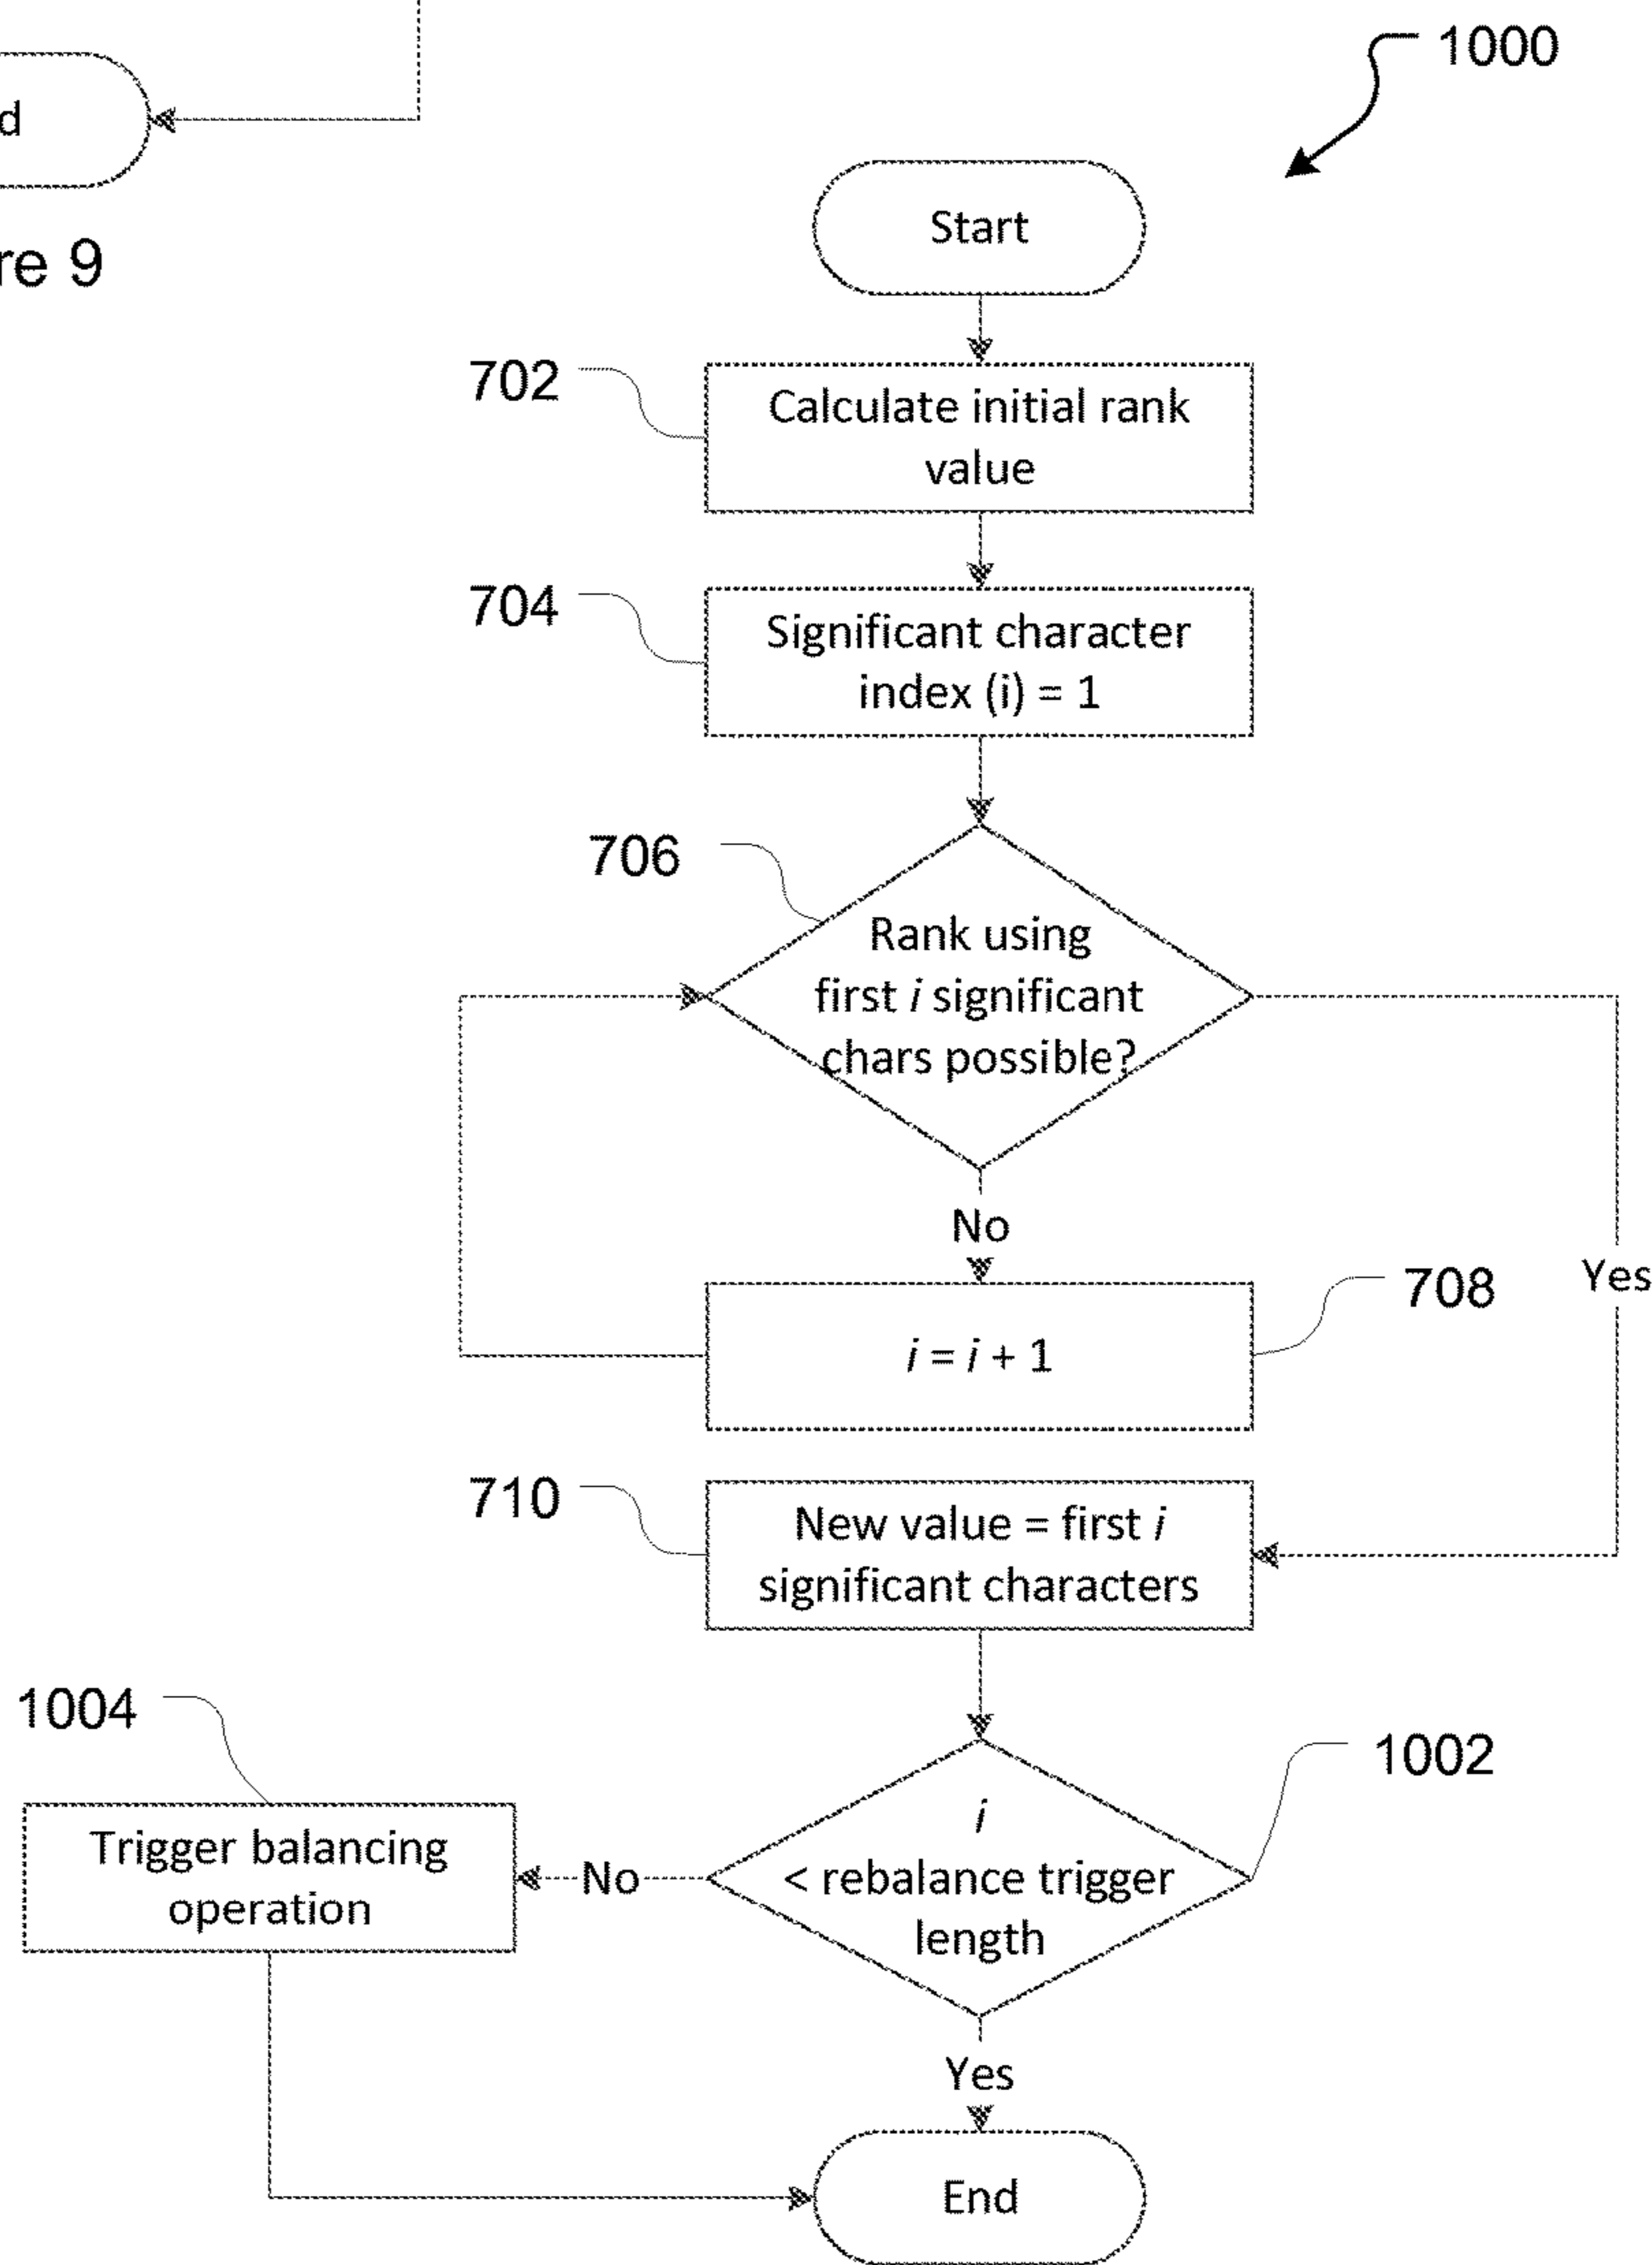 1000
d
Start
re 9
702
Calculate initial rank
value
704
Significant character
index (i) = 1
706
Rank using
first i significant
chars possible?
No
Yes
708
i = i + 1
710
New value = first i
significant characters
1004
1002
Trigger balancing
operation
No
i
< rebalance trigger
length
Yes
End